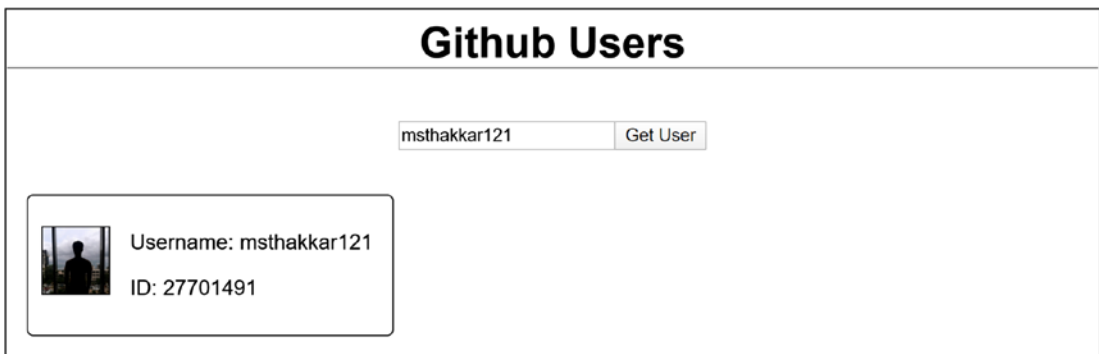 Github Users
msthakkar121 Get User
Username: msthakkar121
ID: 27701491